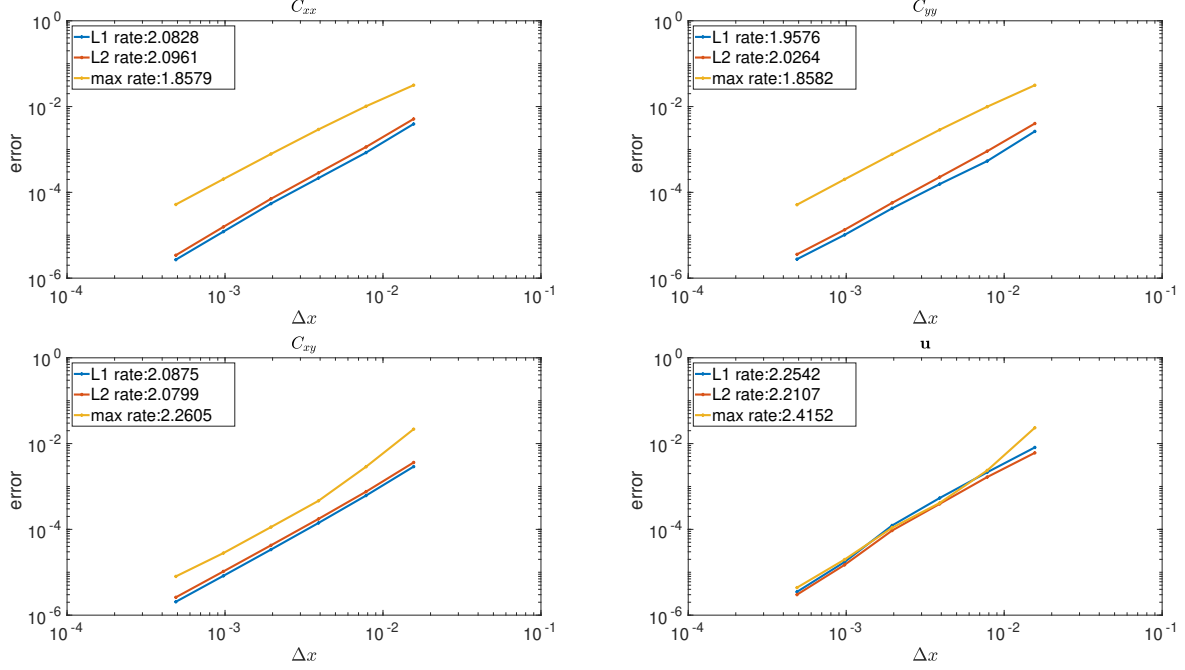 $C_{xx}$
10^0
10^{-2}
10^{-4}
10^{-6}
error
L1 rate:2.0828
L2 rate:2.0961
max rate:1.8579
10^{-4} 10^{-3} 10^{-2} 10^{-1}
Δx
$C_{yy}$
10^0
10^{-2}
10^{-4}
10^{-6}
error
L1 rate:1.9576
L2 rate:2.0264
max rate:1.8582
10^{-4} 10^{-3} 10^{-2} 10^{-1}
Δx
$C_{xy}$
10^0
10^{-2}
10^{-4}
10^{-6}
error
L1 rate:2.0875
L2 rate:2.0799
max rate:2.2605
10^{-4} 10^{-3} 10^{-2} 10^{-1}
Δx
u
10^0
10^{-2}
10^{-4}
10^{-6}
error
L1 rate:2.2542
L2 rate:2.2107
max rate:2.4152
10^{-4} 10^{-3} 10^{-2} 10^{-1}
Δx